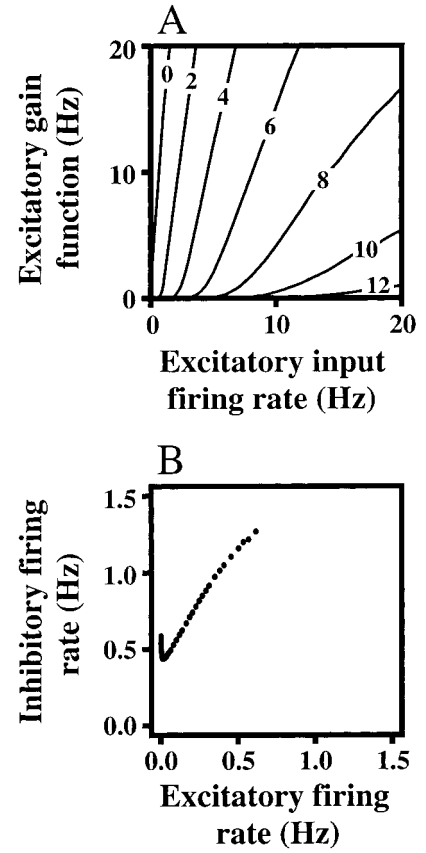 A
20
0
2
4
6
8
10
12
10
0
Excitatory gain
function (Hz)
0
10
20
Excitatory input
firing rate (Hz)
B
1.5
1.0
0.5
0.0
Inhibitory firing
rate (Hz)
0.0
0.5
1.0
1.5
Excitatory firing
rate (Hz)